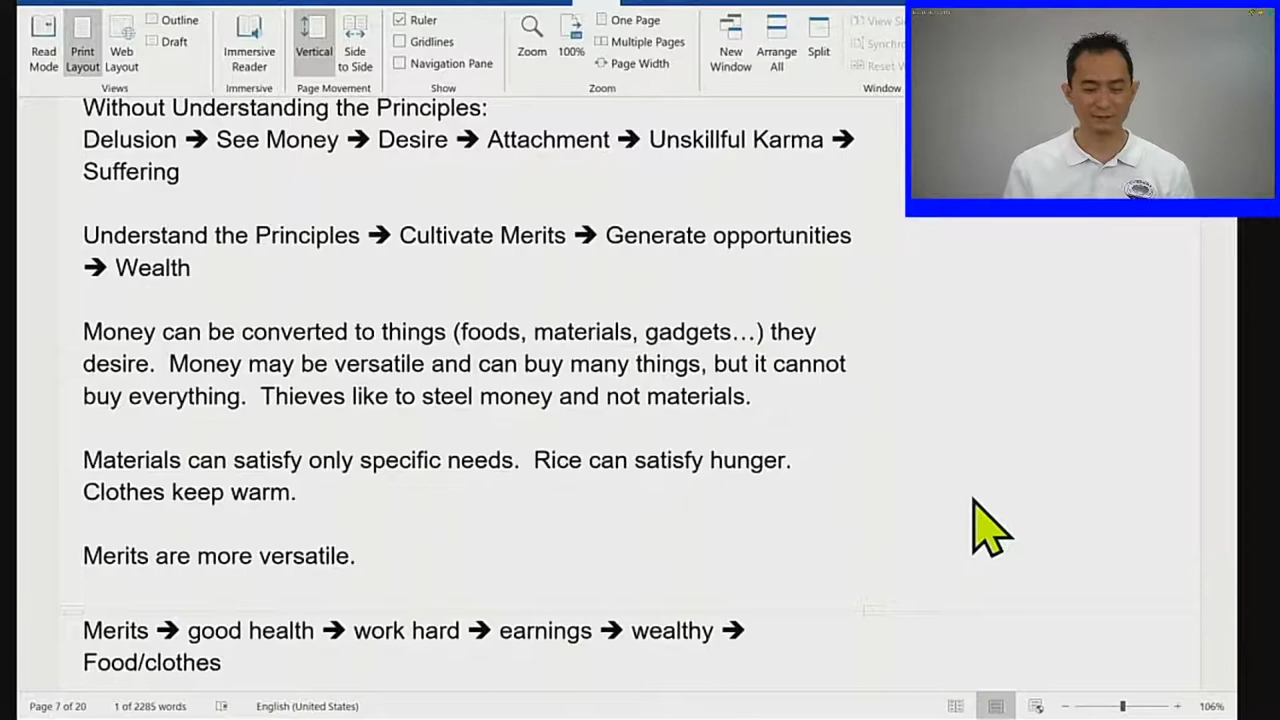 Outline
Draft
Read Mode
Print Layout
Web Layout
Views
Immersive Reader
Immersive
Vertical
Side to Side
Page Movement
Ruler
Gridlines
Navigation Pane
Show
Zoom
100%
One Page
Multiple Pages
Page Width
Zoom
New Window
Arrange All
Split
View Si
Synchro
Reset W
Window
Without Understanding the Principles:
Delusion ➔ See Money ➔ Desire ➔ Attachment ➔ Unskillful Karma ➔
Suffering
Understand the Principles ➔ Cultivate Merits ➔ Generate opportunities
➔ Wealth
Money can be converted to things (foods, materials, gadgets…) they
desire.  Money may be versatile and can buy many things, but it cannot
buy everything.  Thieves like to steel money and not materials.
Materials can satisfy only specific needs.  Rice can satisfy hunger.
Clothes keep warm.
Merits are more versatile.
Merits ➔ good health ➔ work hard ➔ earnings ➔ wealthy ➔
Food/clothes
Page 7 of 20
1 of 2285 words
English (United States)
106%